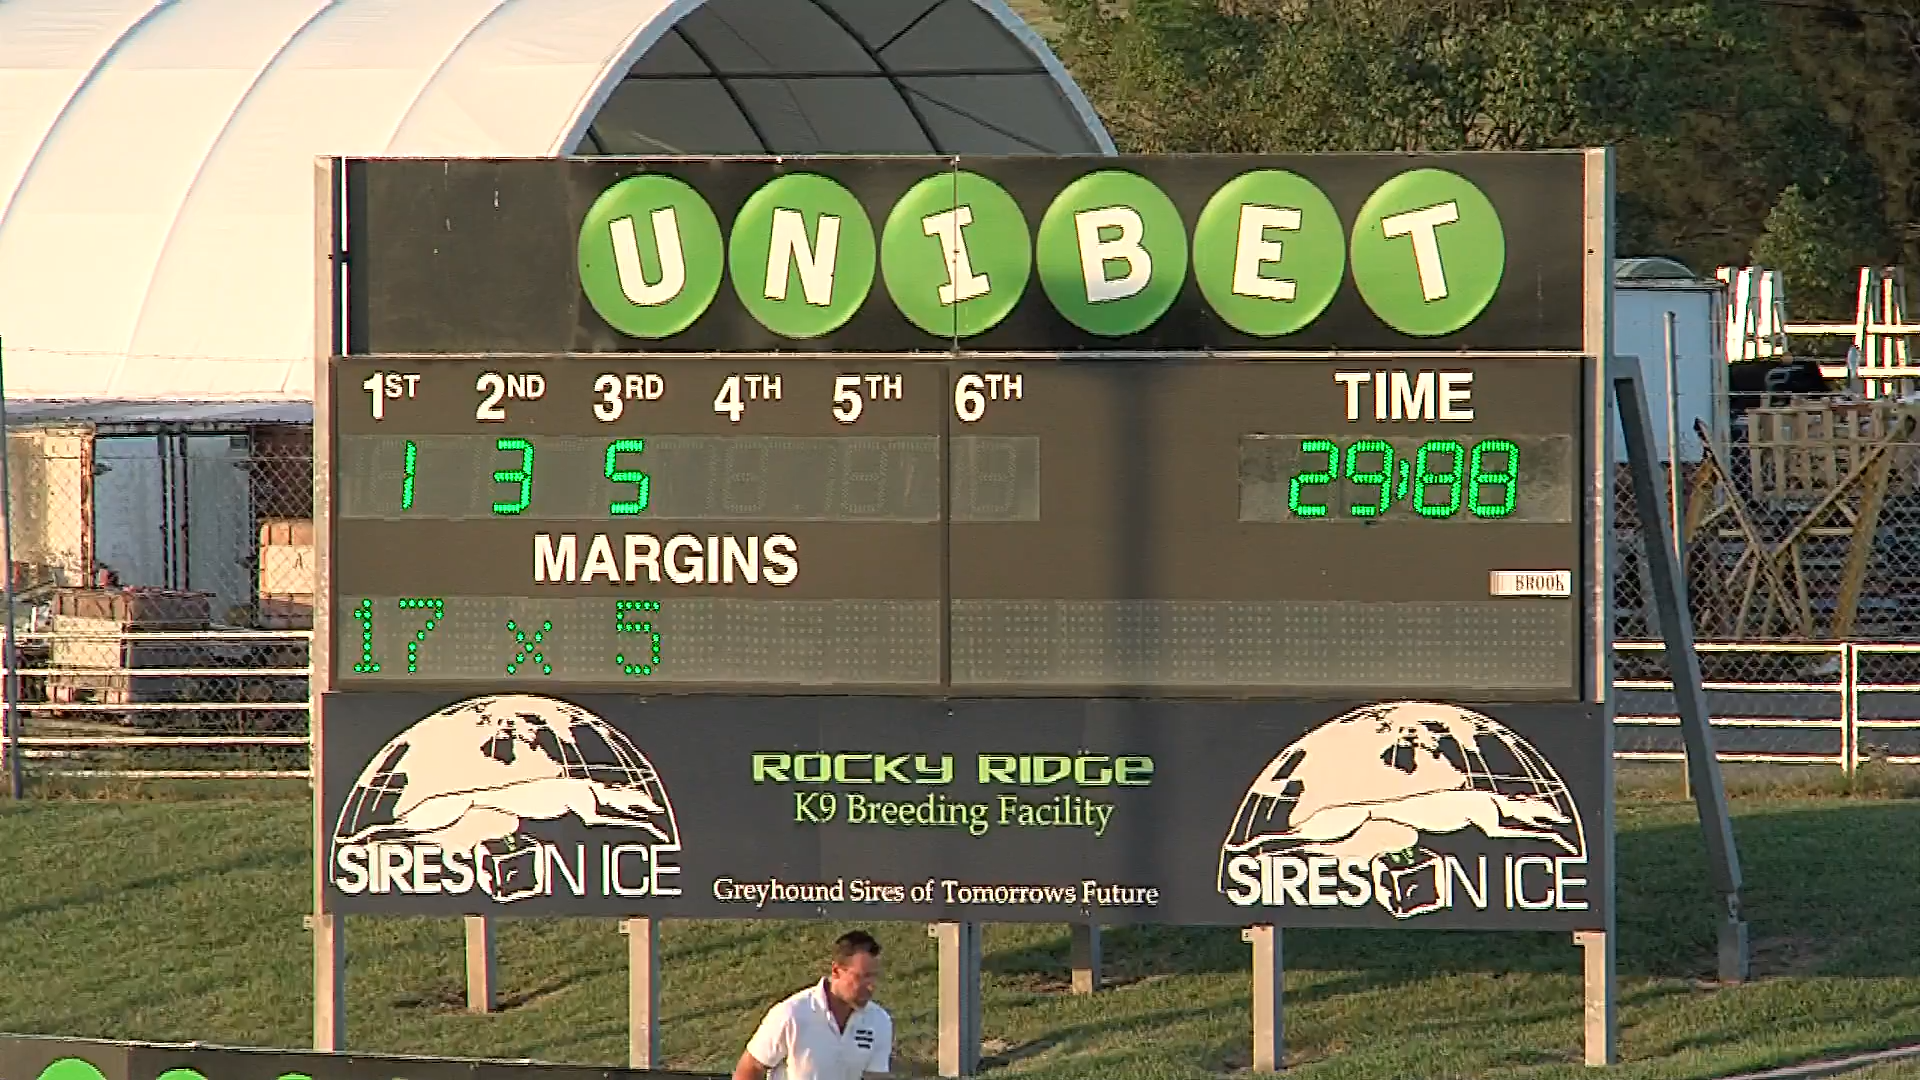 UNIBET
1ST 2ND 3RD 4TH 5TH 6TH TIME
1 3 5 29:88
MARGINS
BROOK
17 x 5
ROCKY RIDGE
K9 Breeding Facility
SIRES ON ICE
Greyhound Sires of Tomorrows Future
SIRES ON ICE
A